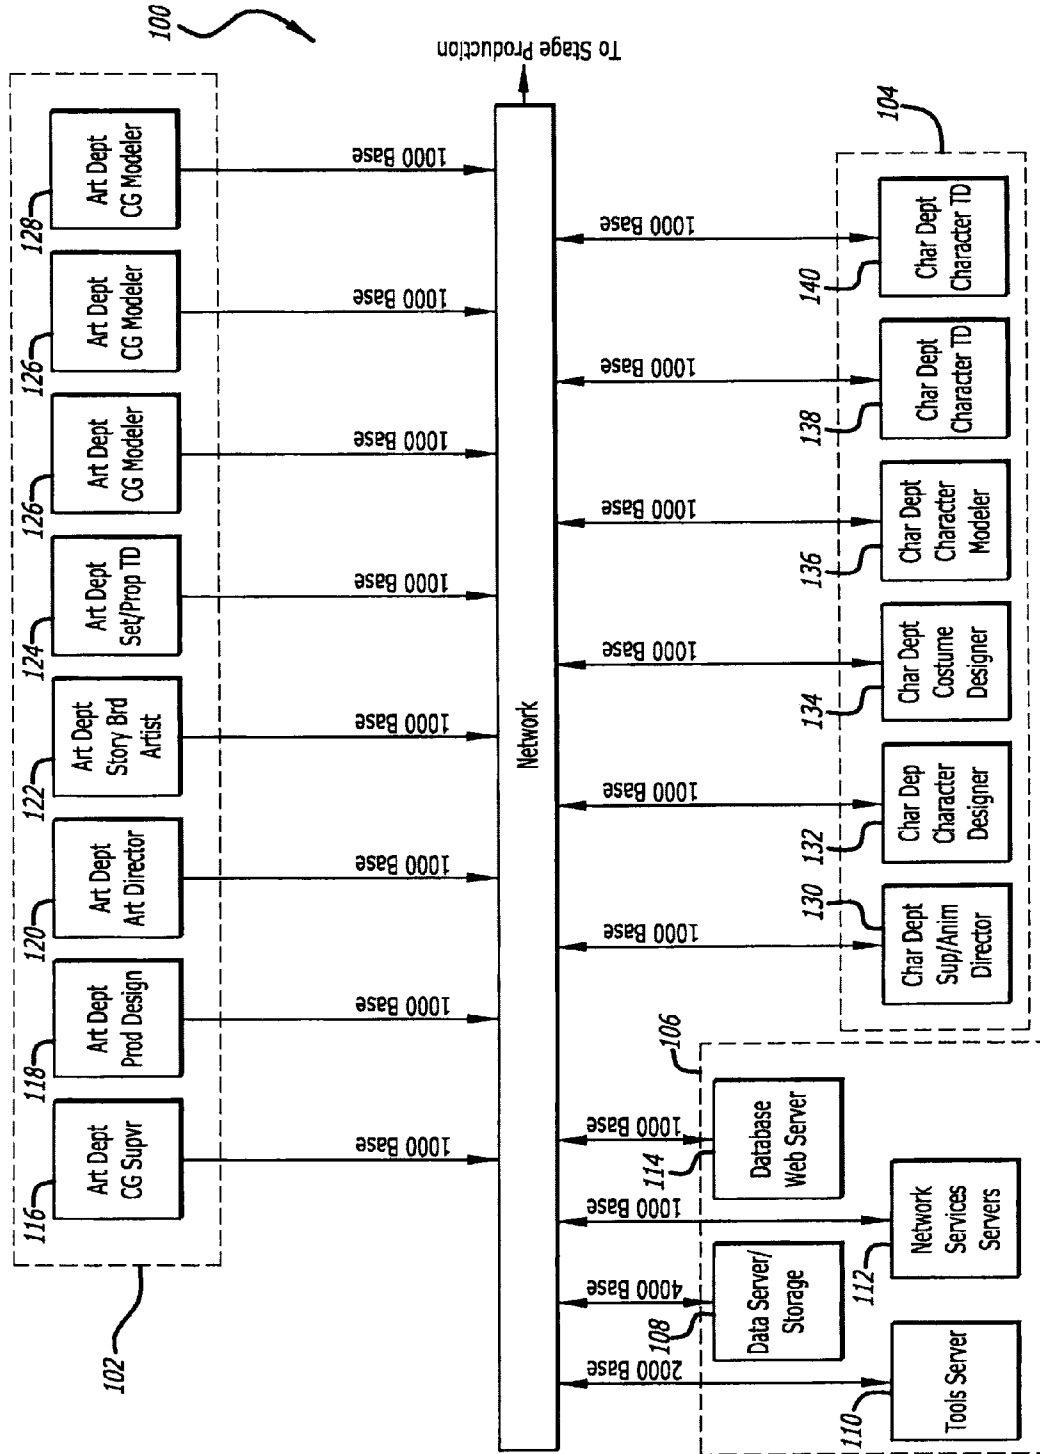 100
102
116
Art Dept
CG Supvr
118
Art Dept
Prod Design
120
Art Dept
Art Director
122
Art Dept
Story Brd
Artist
124
Art Dept
Set/Prop TD
126
Art Dept
CG Modeler
126
Art Dept
CG Modeler
128
Art Dept
CG Modeler
1000 Base
1000 Base
1000 Base
1000 Base
1000 Base
1000 Base
1000 Base
1000 Base
Network
To Stage Production
2000 Base
4000 Base
1000 Base
1000 Base
1000 Base
1000 Base
1000 Base
1000 Base
1000 Base
1000 Base
106
108
Data Server/
Storage
114
Database
Web Server
110
Tools Server
112
Network
Services
Servers
104
130
Char Dept
Sup/Anim
Director
132
Char Dep
Character
Designer
134
Char Dept
Costume
Designer
136
Char Dept
Character
Modeler
138
Char Dept
Character TD
140
Char Dept
Character TD